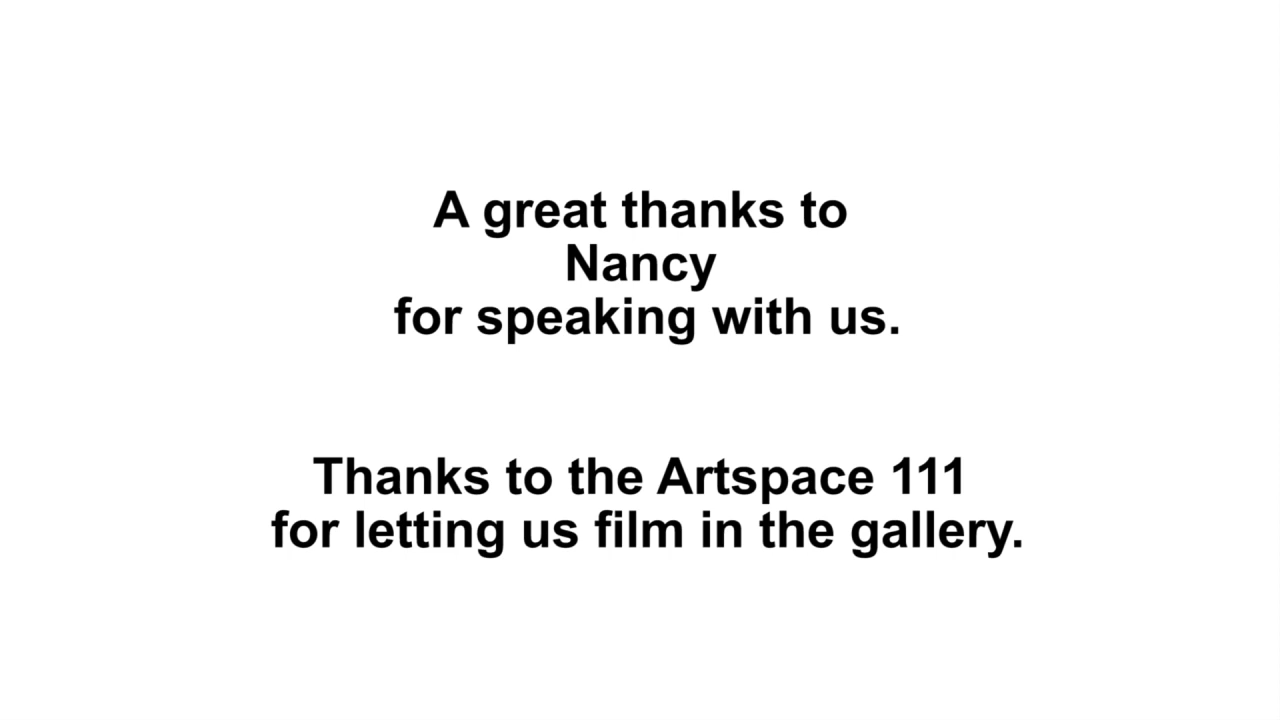 A great thanks to
Nancy
for speaking with us.
Thanks to the Artspace 111
for letting us film in the gallery.